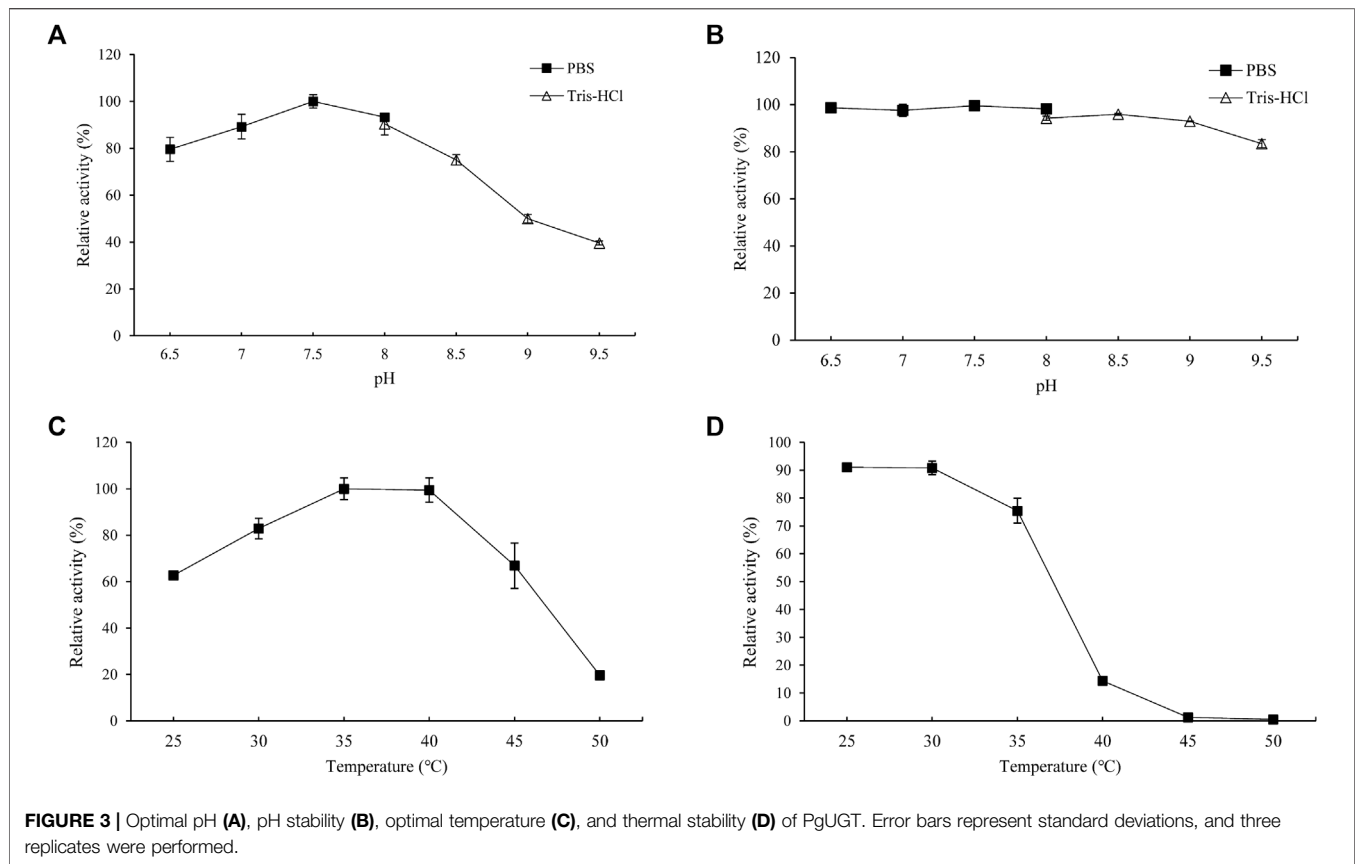 A
120
100
80
60
40
20
0
Relative activity (%)
PBS
Tris-HCl
6.5 7 7.5 8 8.5 9 9.5
pH
B
120
100
80
60
40
20
0
Relative activity (%)
PBS
Tris-HCl
6.5 7 7.5 8 8.5 9 9.5
pH
C
120
100
80
60
40
20
0
Relative activity (%)
25 30 35 40 45 50
Temperature (℃)
D
100
90
80
70
60
50
40
30
20
10
0
Relative activity (%)
25 30 35 40 45 50
Temperature (℃)
FIGURE 3 | Optimal pH (A), pH stability (B), optimal temperature (C), and thermal stability (D) of PgUGT. Error bars represent standard deviations, and three
replicates were performed.